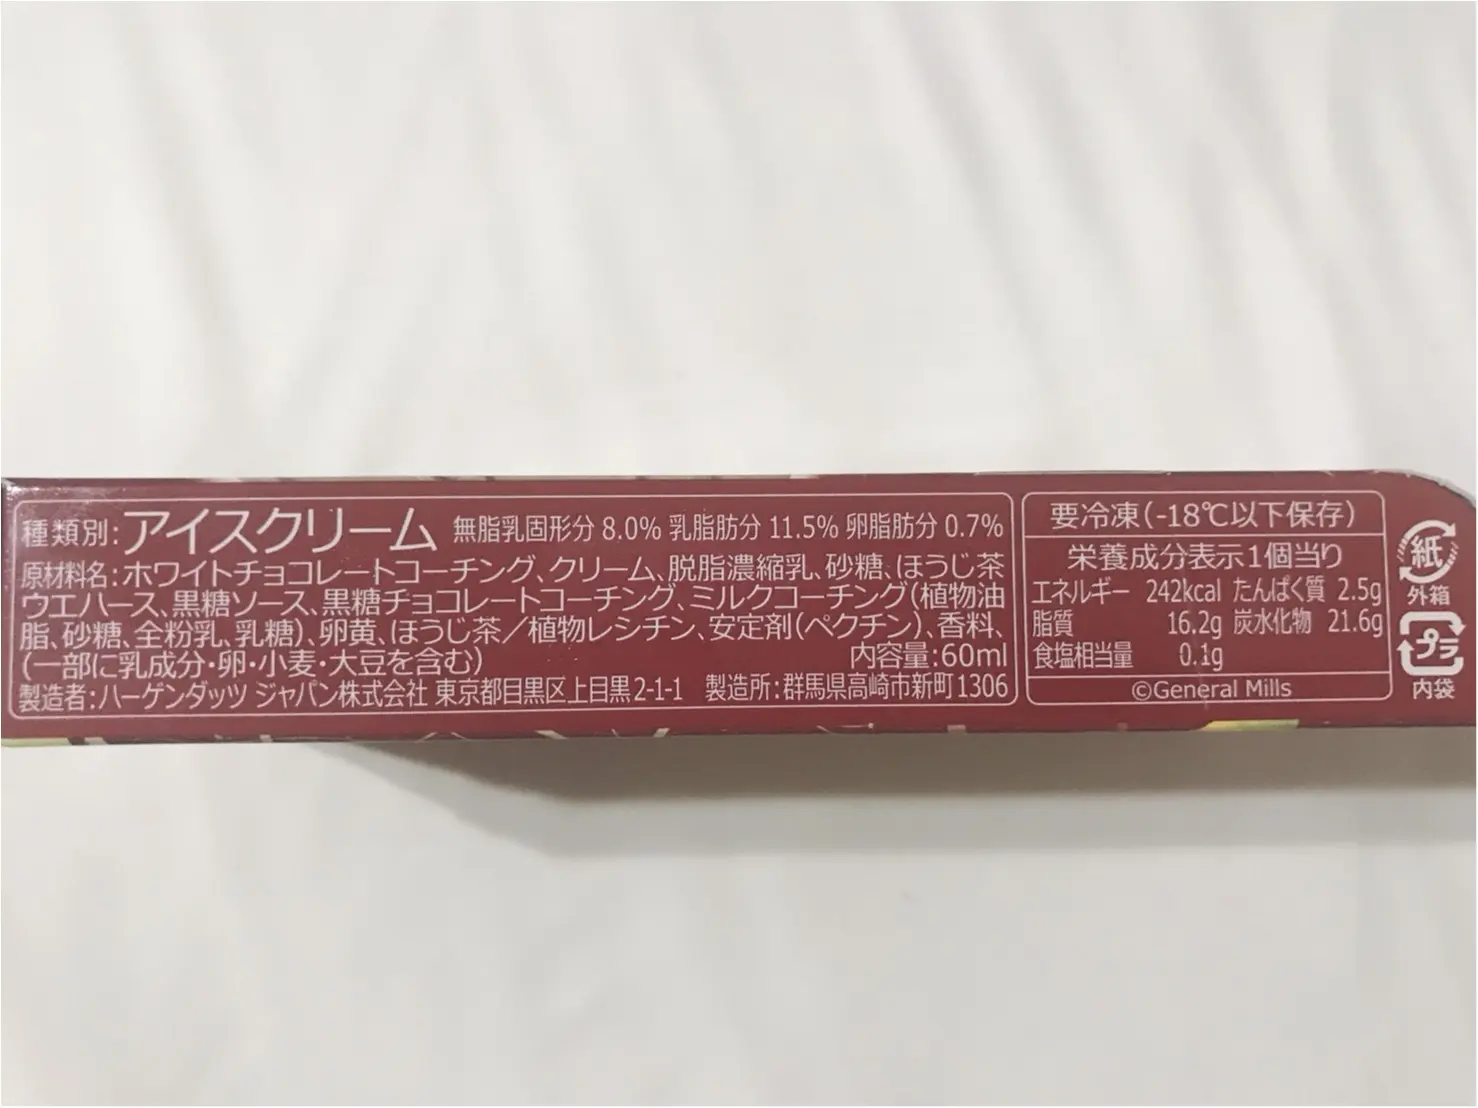 種類別:アイスクリーム 無脂乳固形分 8.0% 乳脂肪分 11.5% 卵脂肪分 0.7%
原材料名:ホワイトチョコレートコーチング、クリーム、脱脂濃縮乳、砂糖、ほうじ茶
ウエハース、黒糖ソース、黒糖チョコレートコーチング、ミルクコーチング(植物油
脂、砂糖、全粉乳、乳糖)、卵黄、ほうじ茶/植物レシチン、安定剤(ペクチン)、香料、
(一部に乳成分・卵・小麦・大豆を含む) 内容量:60ml
製造者:ハーゲンダッツ ジャパン株式会社 東京都目黒区上目黒2-1-1 製造所:群馬県高崎市新町1306
要冷凍(-18℃以下保存)
栄養成分表示1個当り
エネルギー 242kcal たんぱく質 2.5g
脂質 16.2g 炭水化物 21.6g
食塩相当量 0.1g
©General Mills
紙
外箱
プラ
内袋